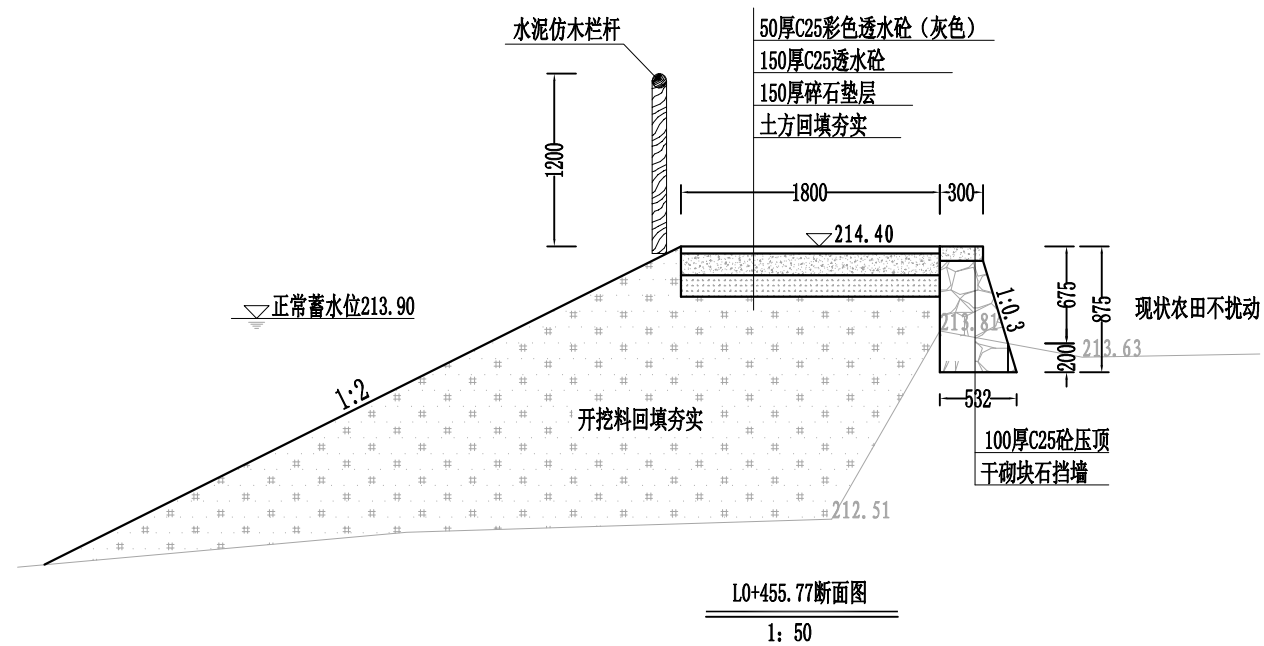 水泥仿木栏杆
50厚C25彩色透水砼（灰色）
150厚C25透水砼
150厚碎石垫层
土方回填夯实
1200
1800
300
214.40
正常蓄水位213.90
1:2
1:0.3
213.81
675
200
875
现状农田不扰动
213.63
532
开挖料回填夯实
100厚C25砼压顶
干砌块石挡墙
212.51
L0+455.77断面图
1: 50